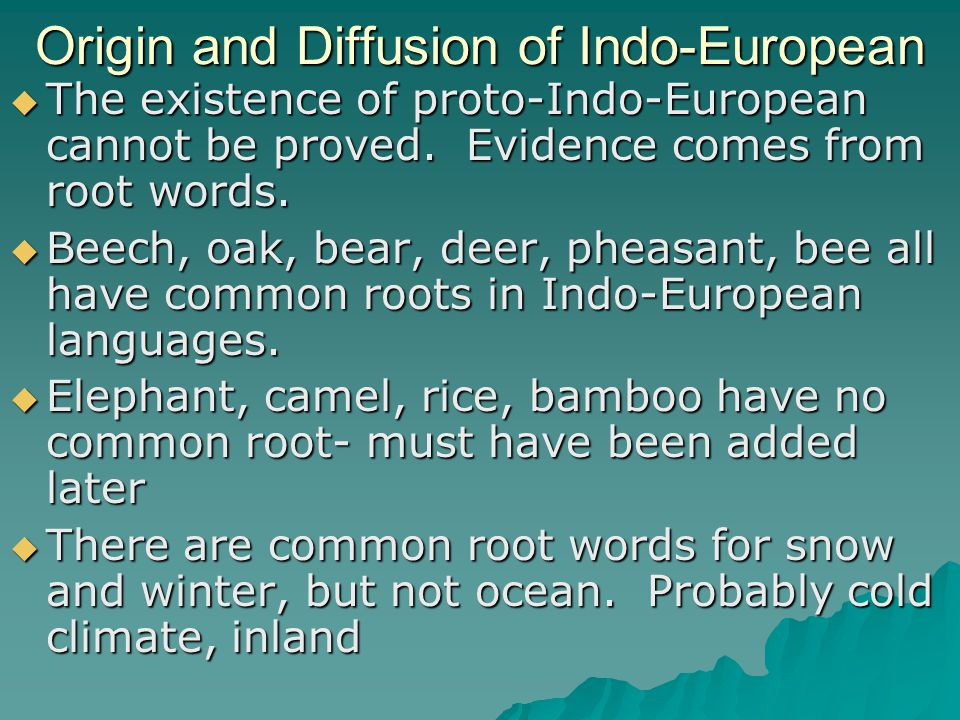 Origin and Diffusion of Indo-European
The existence of proto-Indo-European
cannot be proved.  Evidence comes from
root words.
Beech, oak, bear, deer, pheasant, bee all
have common roots in Indo-European
languages.
Elephant, camel, rice, bamboo have no
common root- must have been added
later
There are common root words for snow
and winter, but not ocean.  Probably cold
climate, inland